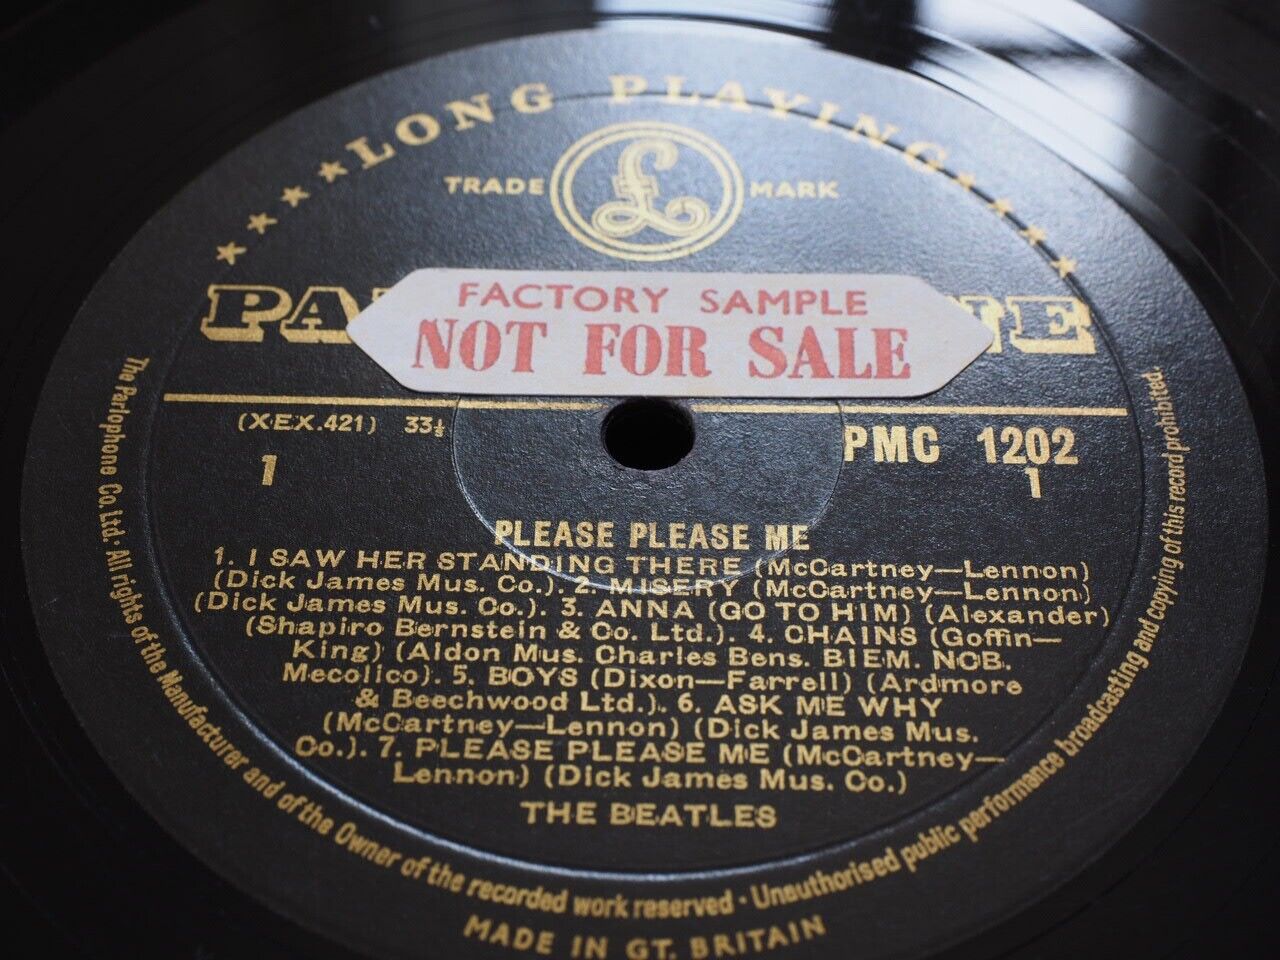 ★★★★ LONG PLAYING ★★★★
TRADE £ MARK
FACTORY SAMPLE
NOT FOR SALE
(XEX.421) 33⅓
1
PMC 1202
1
PLEASE PLEASE ME
1. I SAW HER STANDING THERE (McCartney—Lennon)
(Dick James Mus. Co.). 2. MISERY (McCartney—Lennon)
(Dick James Mus. Co.). 3. ANNA (GO TO HIM) (Alexander)
(Shapiro Bernstein & Co. Ltd.). 4. CHAINS (Goffin—
King) (Aldon Mus. Charles Bens. BIEM. NCB.
Mecolico). 5. BOYS (Dixon—Farrell) (Ardmore
& Beechwood Ltd.). 6. ASK ME WHY
(McCartney—Lennon) (Dick James Mus.
Co.). 7. PLEASE PLEASE ME (McCartney—
Lennon) (Dick James Mus. Co.)
THE BEATLES
The Parlophone Co. Ltd. · All rights of the Manufacturer and of the Owner of the recorded work reserved · Unauthorised public performance broadcasting and copying of this record prohibited.
MADE IN GT. BRITAIN